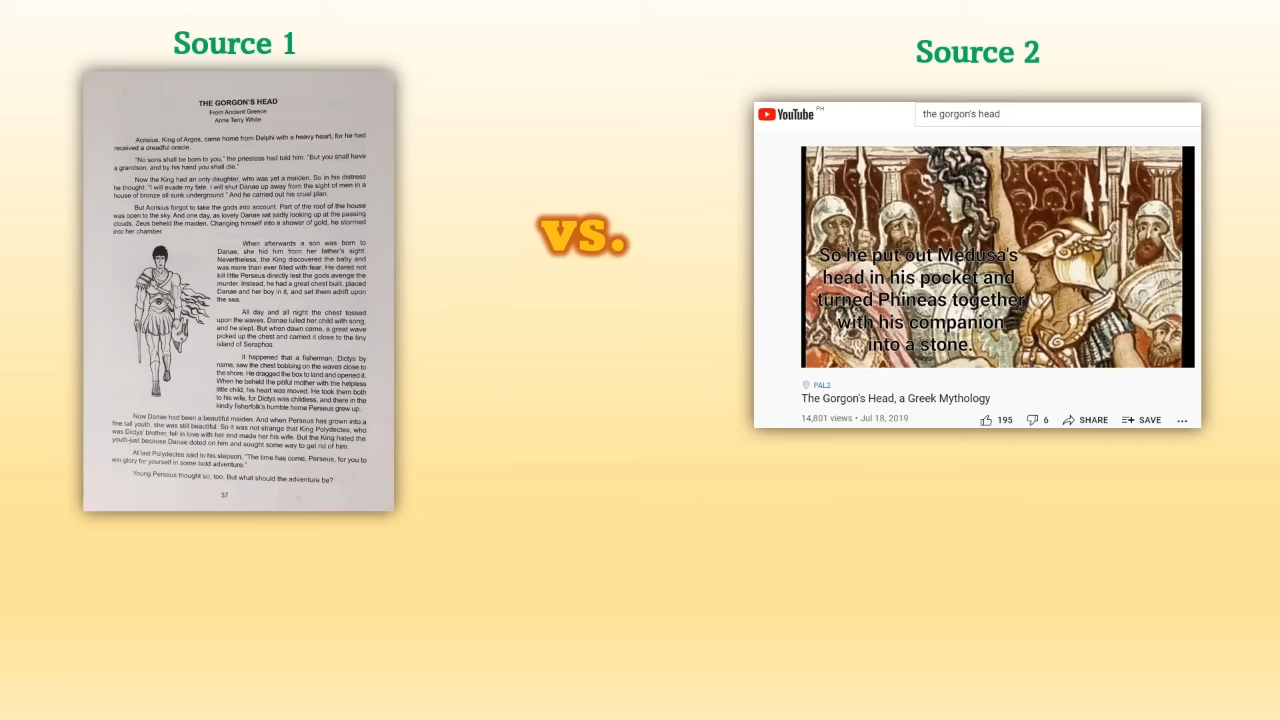 Source 1
THE GORGON'S HEAD
From Ancient Greece
Anne Terry White
Acrisius, King of Argos, came home from Delphi with a heavy heart, for he had
received a dreadful oracle.
"No sons shall be born to you," the priestess had told him. "But you shall have
a grandson, and by his hand you shall die."
Now the King had an only daughter, who was yet a maiden. So in his distress
he thought: "I will evade my fate. I will shut Danae up away from the sight of men in a
house of bronze all sunk underground." And he carried out his cruel plan.
But Acrisius forgot to take the gods into account. Part of the roof of the house
was open to the sky. And one day, as lovely Danae sat sadly looking up at the passing
clouds, Zeus beheld the maiden. Changing himself into a shower of gold, he stormed
into her chamber.
When afterwards a son was born to
Danae, she hid him from her father's sight.
Nevertheless, the King discovered the baby and
was more than ever filled with fear. He dared not
kill little Perseus directly lest the gods avenge the
murder. Instead, he had a great chest built, placed
Danae and her boy in it, and set them adrift upon
the sea.
All day and all night the chest tossed
upon the waves. Danae lulled her child with song,
and he slept. But when dawn came, a great wave
picked up the chest and carried it close to the tiny
island of Seraphos.
It happened that a fisherman, Dictys by
name, saw the chest bobbing on the waves close to
the shore. He dragged the box to land and opened it.
When he beheld the pitiful mother with the helpless
little child, his heart was moved. He took them both
to his wife, for Dictys was childless, and there in the
kindly fisherfolk's humble home Perseus grew up.
Now Danae had been a beautiful maiden. And when Perseus has grown into a
fine tall youth, she was still beautiful. So it was not strange that King Polydectes, who
was Dictys' brother, fell in love with her and made her his wife. But the King hated the
youth-just because Danae doted on him and sought some way to get rid of him.
At last Polydectes said to his stepson, "The time has come, Perseus, for you to
win glory for yourself in some bold adventure."
Young Perseus thought so, too. But what should the adventure be?
37
vs.
Source 2
YouTube PH
the gorgon's head
So he put out Medusa's
head in his pocket and
turned Phineas together
with his companion
into a stone.
PAL2
The Gorgon's Head, a Greek Mythology
14,801 views • Jul 18, 2019
195 6 SHARE SAVE ...